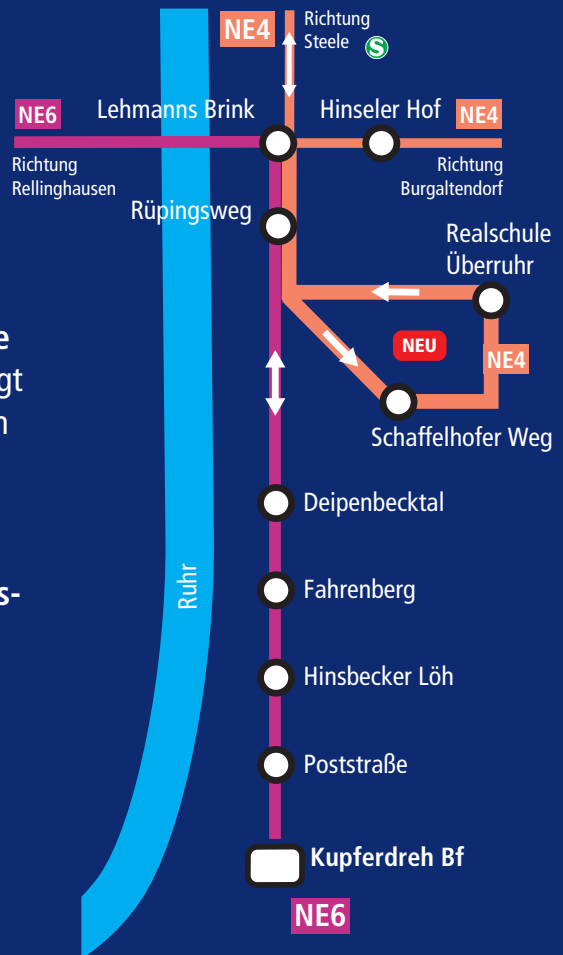 NE4
Richtung
Steele
S
NE6
Lehmanns Brink
Hinseler Hof
NE4
Richtung
Rellinghausen
Richtung
Burgaltendorf
Rüpingsweg
Realschule
Überruhr
e
gt
NEU
NE4
n
Schaffelhofer Weg
Deipenbecktal
Ruhr
Fahrenberg
s-
Hinsbecker Löh
Poststraße
Kupferdreh Bf
NE6